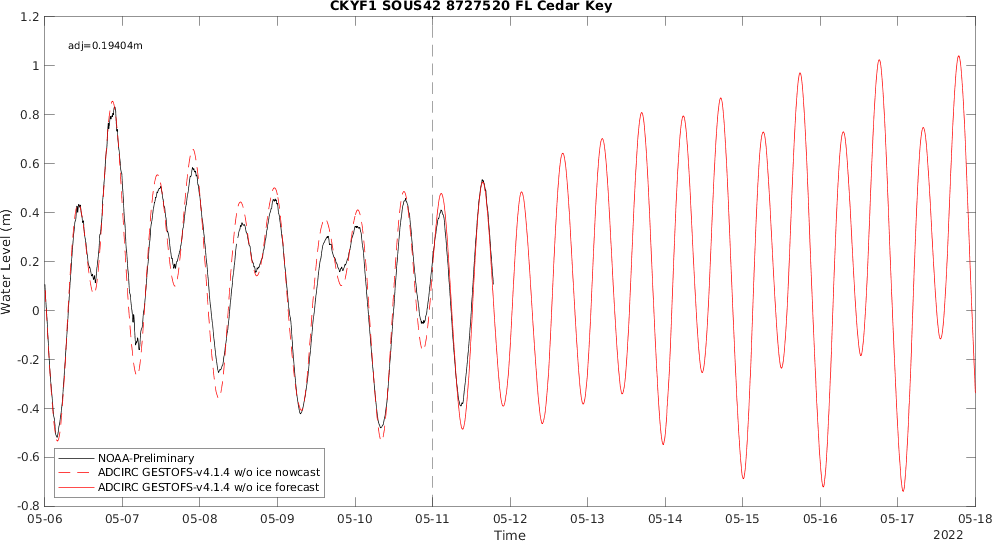 CKYF1 SOUS42 8727520 FL Cedar Key
adj=0.19404m
Water Level (m)
1.2
1
0.8
0.6
0.4
0.2
0
-0.2
-0.4
-0.6
-0.8
NOAA-Preliminary
ADCIRC GESTOFS-v4.1.4 w/o ice nowcast
ADCIRC GESTOFS-v4.1.4 w/o ice forecast
05-06 05-07 05-08 05-09 05-10 05-11 05-12 05-13 05-14 05-15 05-16 05-17 05-18
Time
2022